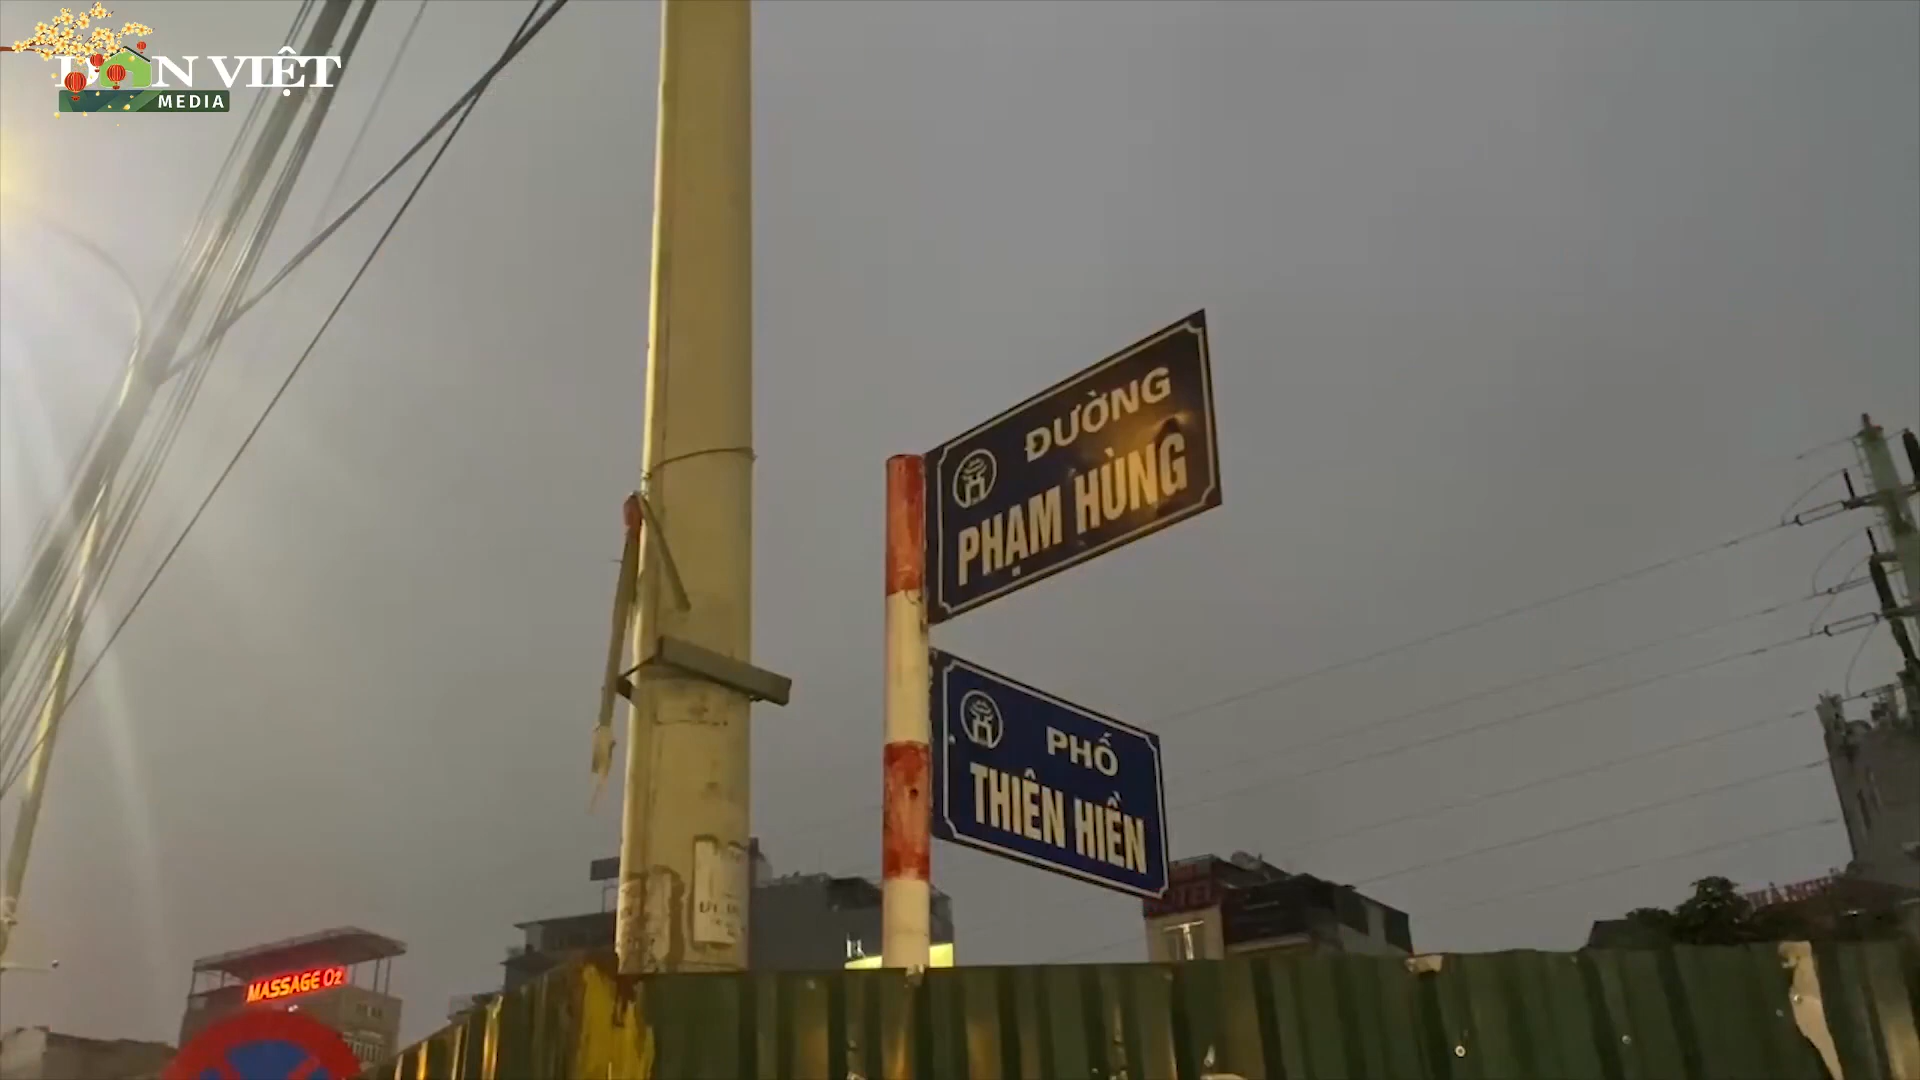 DÂN VIỆT
MEDIA
ĐƯỜNG
PHẠM HÙNG
PHỐ
THIÊN HIỀN
MASSAGE O2